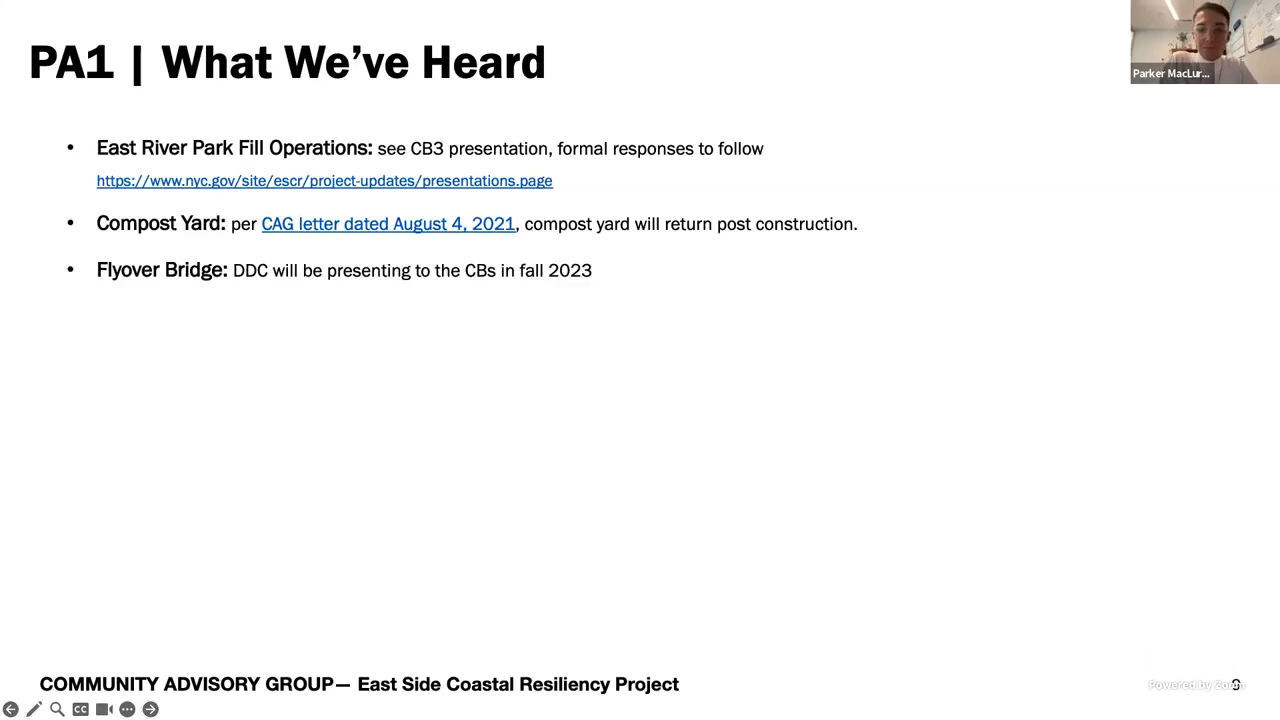 PA1 | What We've Heard
Parker MacLur...
• East River Park Fill Operations: see CB3 presentation, formal responses to follow
https://www.nyc.gov/site/escr/project-updates/presentations.page
• Compost Yard: per CAG letter dated August 4, 2021, compost yard will return post construction.
• Flyover Bridge: DDC will be presenting to the CBs in fall 2023
COMMUNITY ADVISORY GROUP— East Side Coastal Resiliency Project
Powered by Zoom
CC